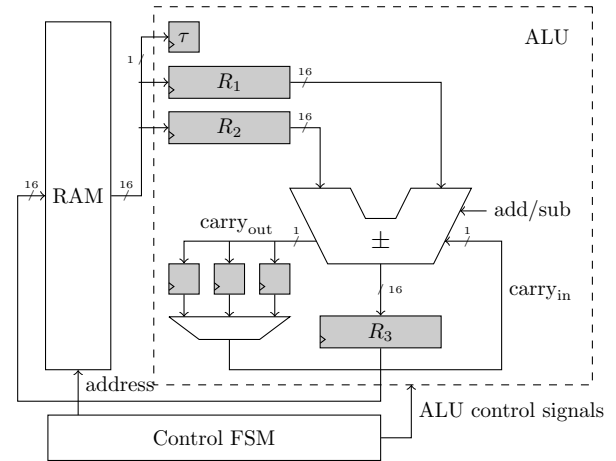 τ
ALU
1
R₁
16
R₂
16
RAM
16
16
add/sub
carry_out
1
±
1
carry_in
16
R₃
address
ALU control signals
Control FSM